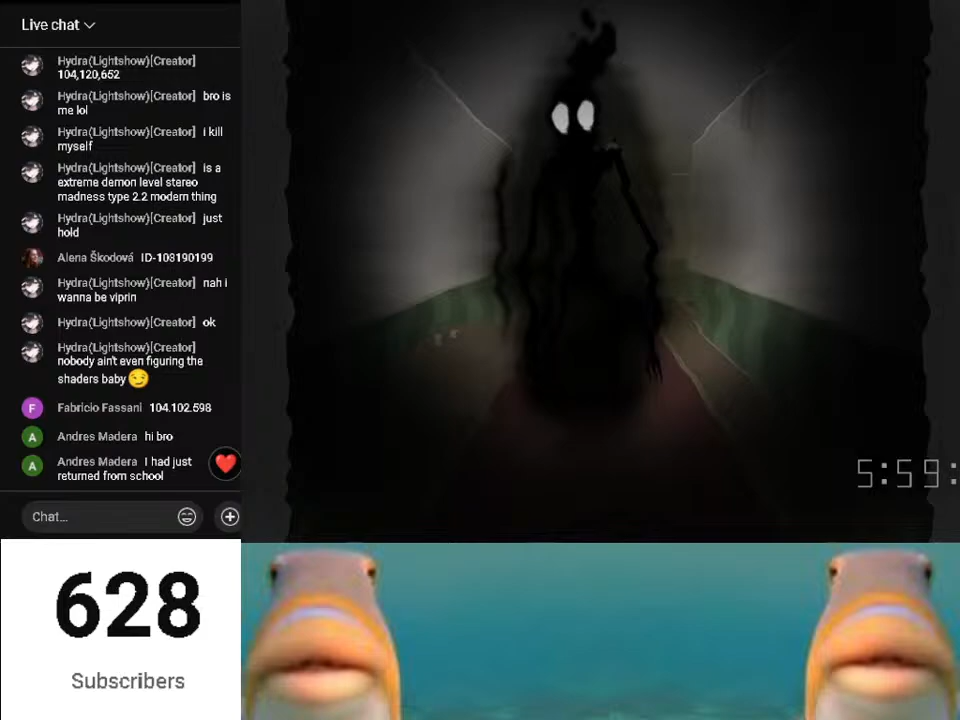 Live chat
Hydra(Lightshow)[Creator]
104,120,652
Hydra(Lightshow)[Creator] bro is
me lol
Hydra(Lightshow)[Creator] i kill
myself
Hydra(Lightshow)[Creator] is a
extreme demon level stereo
madness type 2.2 modern thing
Hydra(Lightshow)[Creator] just
hold
Alena Škodová ID-108190199
Hydra(Lightshow)[Creator] nah i
wanna be viprin
Hydra(Lightshow)[Creator] ok
Hydra(Lightshow)[Creator]
nobody ain't even figuring the
shaders baby😏
F Fabricio Fassani 104.102.598
A Andres Madera hi bro
A Andres Madera I had just
returned from school
Chat...
5:59:
628
Subscribers